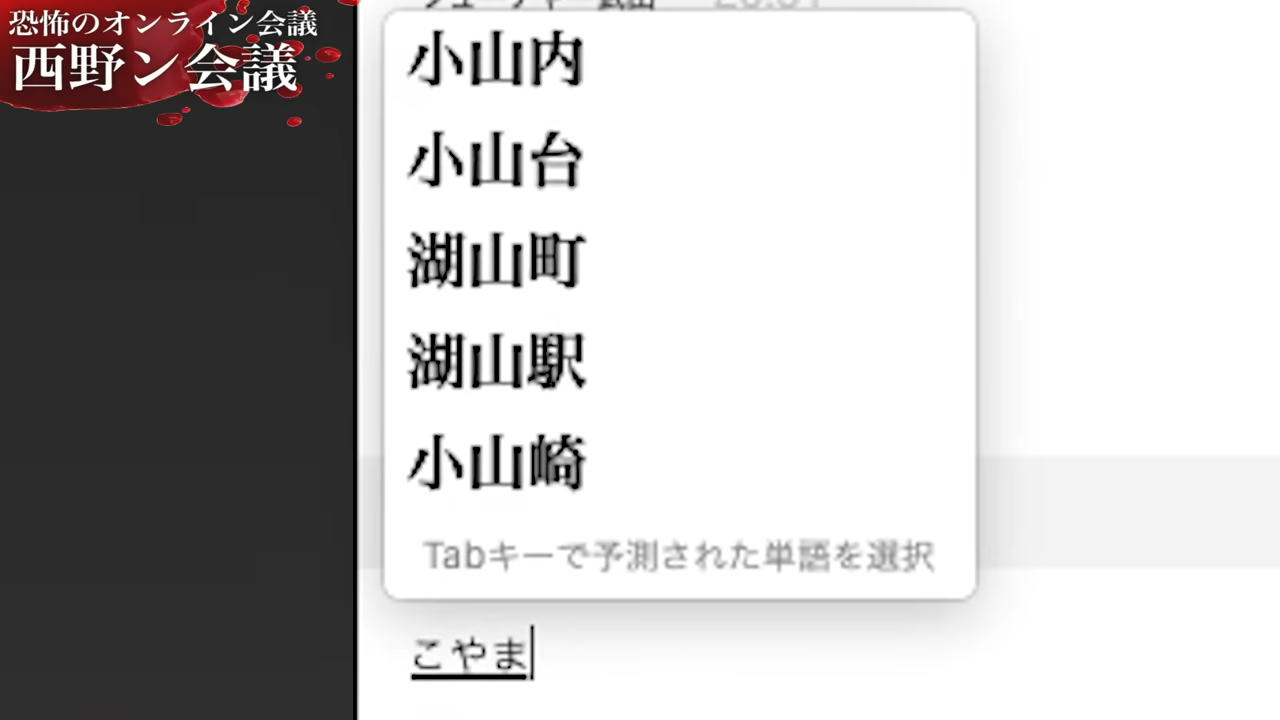 恐怖のオンライン会議
西野ン会議
小山内
小山台
湖山町
湖山駅
小山崎
Tabキーで予測された単語を選択
こやま